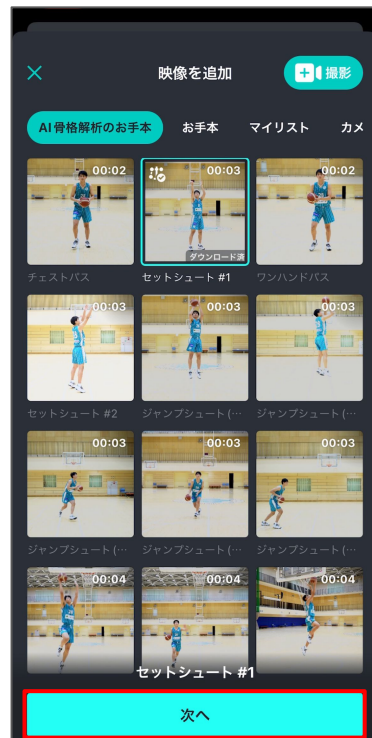 映像を追加
撮影
AI骨格解析のお手本 お手本 マイリスト カメ
00:02 00:03 00:02
ダウンロード済
チェストパス セットシュート #1 ワンハンドパス
00:03 00:03 00:03
セットシュート #2 ジャンプシュート (… ジャンプシュート (…
00:03 00:03 00:03
ジャンプシュート (… ジャンプシュート (… ジャンプシュート (…
00:04 00:04 00:04
セットシュート #1
次へ